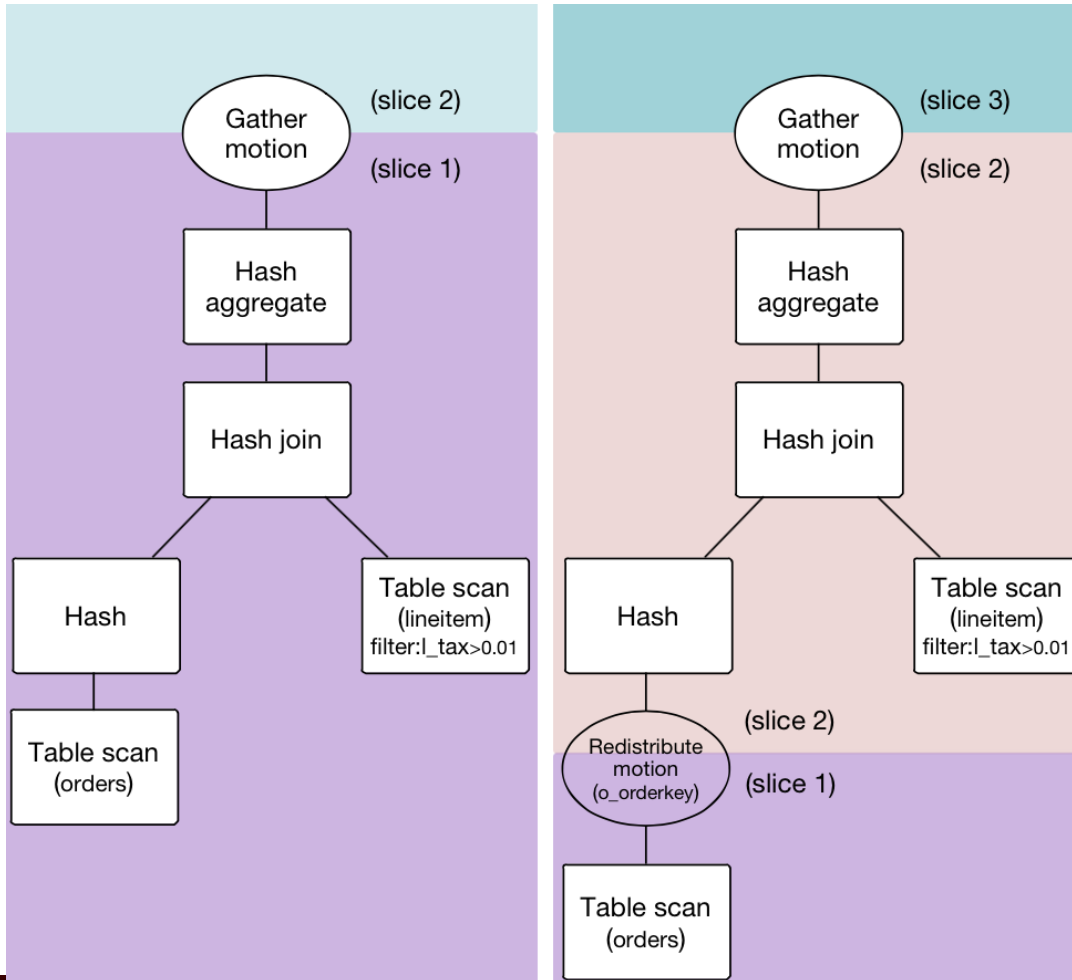 Gather
motion
(slice 2)
(slice 1)
Hash
aggregate
Hash join
Hash
Table scan
(lineitem)
filter:l_tax>0.01
Table scan
(orders)
Gather
motion
(slice 3)
(slice 2)
Hash
aggregate
Hash join
Hash
Table scan
(lineitem)
filter:l_tax>0.01
Redistribute
motion
(o_orderkey)
(slice 2)
(slice 1)
Table scan
(orders)